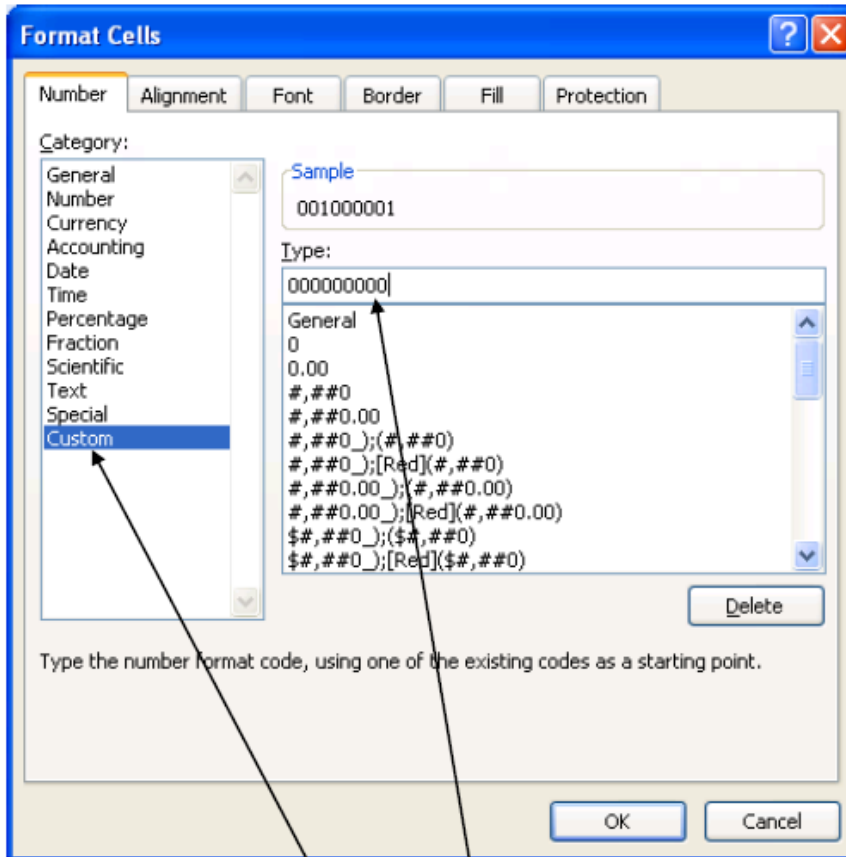 Format Cells
Number Alignment Font Border Fill Protection
Category:
General
Number
Currency
Accounting
Date
Time
Percentage
Fraction
Scientific
Text
Special
Custom
Sample
001000001
Type:
000000000
General
0
0.00
#,##0
#,##0.00
#,##0_);(#,##0)
#,##0_);[Red](#,##0)
#,##0.00_);(#,##0.00)
#,##0.00_);[Red](#,##0.00)
$#,##0_);($#,##0)
$#,##0_);[Red]($#,##0)
Delete
Type the number format code, using one of the existing codes as a starting point.
OK Cancel